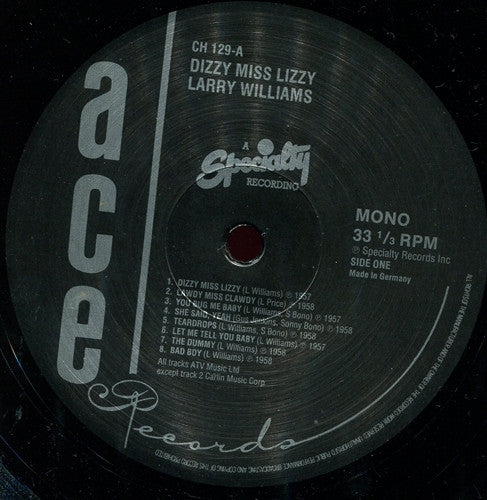 CH 129-A
DIZZY MISS LIZZY
LARRY WILLIAMS
ace
Records
A
Specialty
RECORDING
MONO
33 1/3 RPM
℗ Specialty Records Inc
SIDE ONE
Made in Germany
1. DIZZY MISS LIZZY (L Williams) ℗ 1957
2. LAWDY MISS CLAWDY (L Price) ℗ 1958
3. YOU BUG ME BABY (L Williams, S Bono) ℗ 1958
4. SHE SAID, YEAH (Gus Jenkins, Sonny Bono) ℗ 1958
5. TEARDROPS (L Williams, S Bono) ℗ 1958
6. LET ME TELL YOU BABY (L Williams) ℗ 1957
7. THE DUMMY (L Williams) ℗ 1958
8. BAD BOY (L Williams) ℗ 1958
All tracks ATV Music Ltd
except track 2 Carlin Music Corp